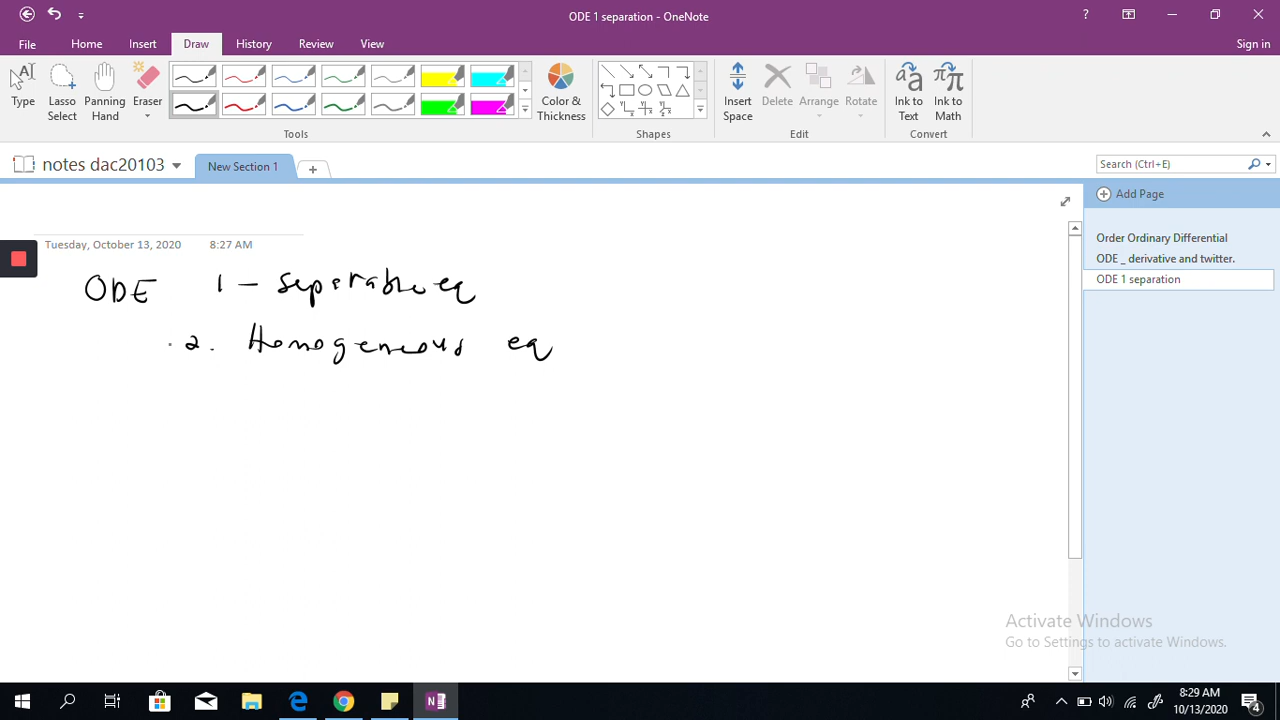 ODE 1 separation - OneNote
?
File Home Insert Draw History Review View
Sign in
Type
Lasso Select
Panning Hand
Eraser
Color & Thickness
Insert Space
Delete
Arrange
Rotate
Ink to Text
Ink to Math
Tools
Shapes
Edit
Convert
notes dac20103
New Section 1
Search (Ctrl+E)
Add Page
Order Ordinary Differential
ODE _ derivative and twitter.
ODE 1 separation
Tuesday, October 13, 2020 8:27 AM
ODE 1 - separable eq
2. Homogeneous eq
Activate Windows
Go to Settings to activate Windows.
8:29 AM
10/13/2020
4